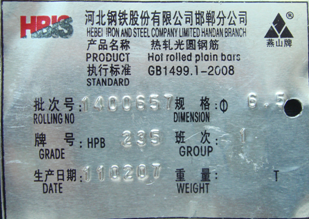 HBIS 河北钢铁股份有限公司邯郸分公司
HEBEI IRON AND STEEL COMPANY LIMITED HANDAN BRANCH
产品名称 热轧光圆钢筋
PRODUCT Hot rolled plain bars
执行标准 GB1499.1-2008
STANDARD
燕山牌
批次号 1400657 规格 Φ 6.5
ROLLING NO DIMENSION
牌号 HPB 235 班次 1
GRADE GROUP
生产日期 110207 重量 T
DATE WEIGHT